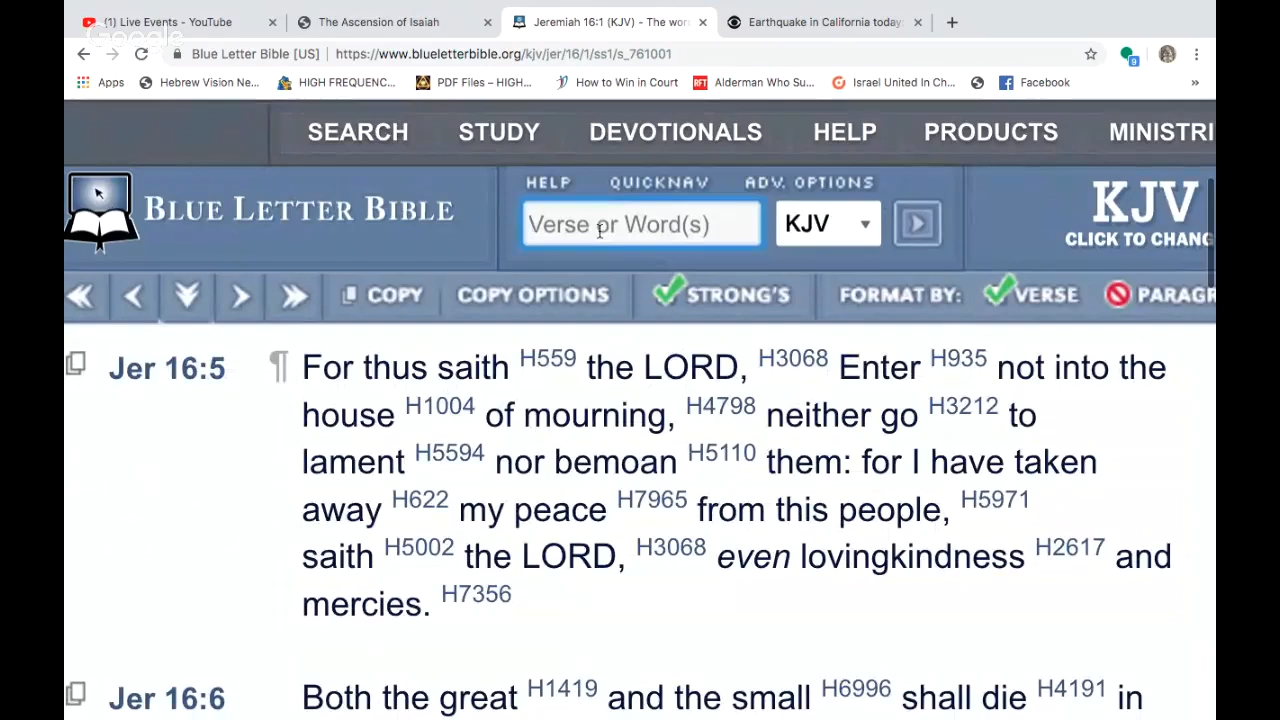 (1) Live Events - YouTube
The Ascension of Isaiah
Jeremiah 16:1 (KJV) - The wor
Earthquake in California today:
Google
Blue Letter Bible [US] | https://www.blueletterbible.org/kjv/jer/16/1/ss1/s_761001
9
Apps Hebrew Vision Ne... HIGH FREQUENC... PDF Files – HIGH... How to Win in Court RFT Alderman Who Su... Israel United In Ch... Facebook »
SEARCH STUDY DEVOTIONALS HELP PRODUCTS MINISTRI
HELP QUICKNAV ADV. OPTIONS
BLUE LETTER BIBLE
Verse or Word(s) KJV
KJV
CLICK TO CHANG
COPY COPY OPTIONS STRONG'S FORMAT BY: VERSE PARAGR
Jer 16:5 ¶ For thus saith H559 the LORD, H3068 Enter H935 not into the
house H1004 of mourning, H4798 neither go H3212 to
lament H5594 nor bemoan H5110 them: for I have taken
away H622 my peace H7965 from this people, H5971
saith H5002 the LORD, H3068 even lovingkindness H2617 and
mercies. H7356
Jer 16:6 Both the great H1419 and the small H6996 shall die H4191 in